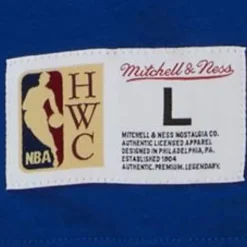 Mitchell & Ness
H
W
C
NBA
L
MITCHELL & NESS NOSTALGIA CO.
AUTHENTIC LICENSED APPAREL
DESIGNED IN PHILADELPHIA, PA.
ESTABLISHED 1904
AUTHENTIC, PREMIUM, LEGENDARY.